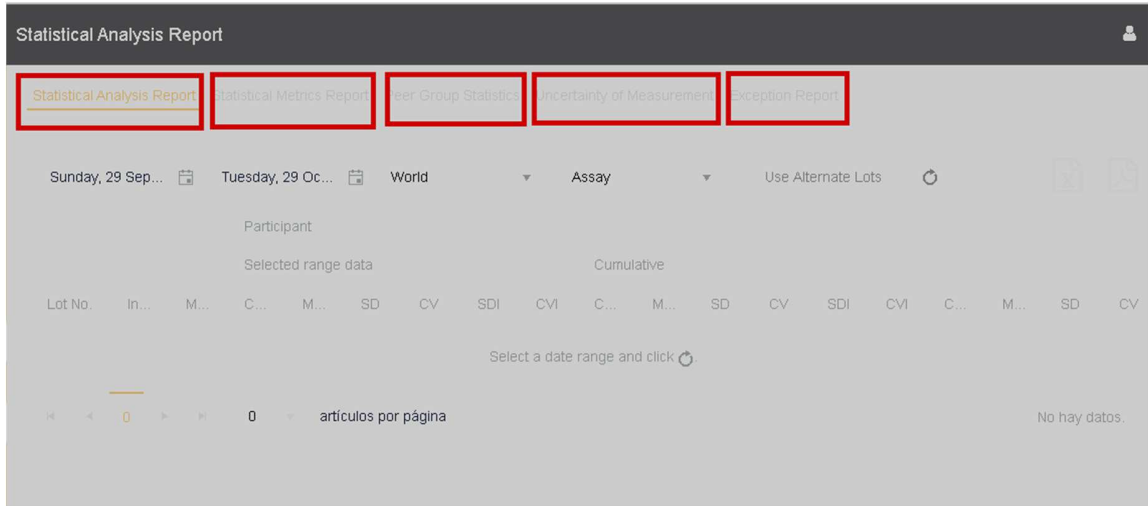 Statistical Analysis Report
Statistical Analysis Report Statistical Metrics Report Peer Group Statistics Uncertainty of Measurement Exception Report
Sunday, 29 Sep... Tuesday, 29 Oc... World Assay Use Alternate Lots
Participant
Selected range data Cumulative
Lot No. In... M... C... M... SD CV SDI CVI C... M... SD CV SDI CVI C... M... SD CV
Select a date range and click .
0 0 artículos por página No hay datos.